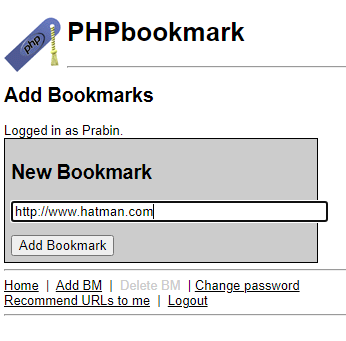 php
PHPbookmark
Add Bookmarks
Logged in as Prabin.
New Bookmark
http://www.hatman.com
Add Bookmark
Home | Add BM | Delete BM | Change password
Recommend URLs to me | Logout